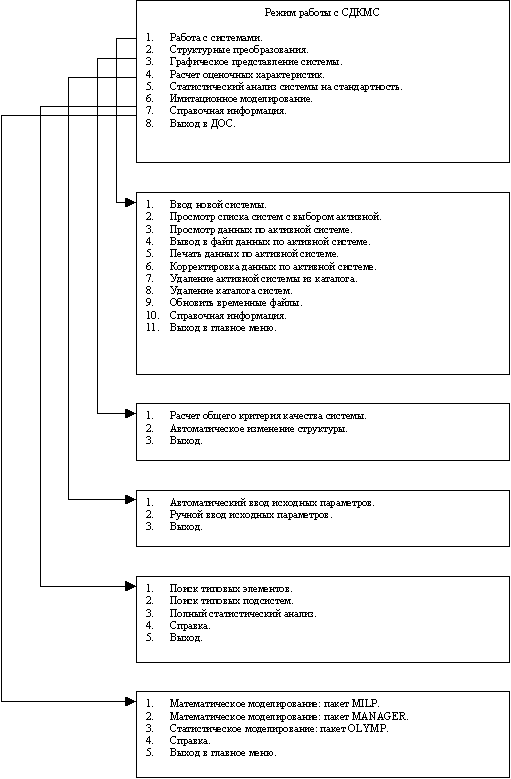 Режим работы с СДКМС
1. Работа с системами.
2. Структурные преобразования.
3. Графическое представление системы.
4. Расчет оценочных характеристик.
5. Статистический анализ системы на стандартность.
6. Имитационное моделирование.
7. Справочная информация.
8. Выход в ДОС.
1. Ввод новой системы.
2. Просмотр списка систем с выбором активной.
3. Просмотр данных по активной системе.
4. Вывод в файл данных по активной системе.
5. Печать данных по активной системе.
6. Корректировка данных по активной системе.
7. Удаление активной системы из каталога.
8. Удаление каталога систем.
9. Обновить временные файлы.
10. Справочная информация.
11. Выход в главное меню.
1. Расчет общего критерия качества системы.
2. Автоматическое изменение структуры.
3. Выход.
1. Автоматический ввод исходных параметров.
2. Ручной ввод исходных параметров.
3. Выход.
1. Поиск типовых элементов.
2. Поиск типовых подсистем.
3. Полный статистический анализ.
4. Справка.
5. Выход.
1. Математическое моделирование: пакет MILP.
2. Математическое моделирование: пакет MANAGER.
3. Статистическое моделирование: пакет OLYMP.
4. Справка.
5. Выход в главное меню.